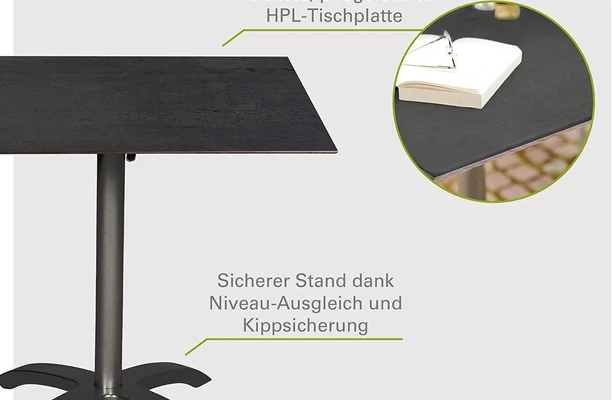 HPL-Tischplatte
Sicherer Stand dank
Niveau-Ausgleich und
Kippsicherung